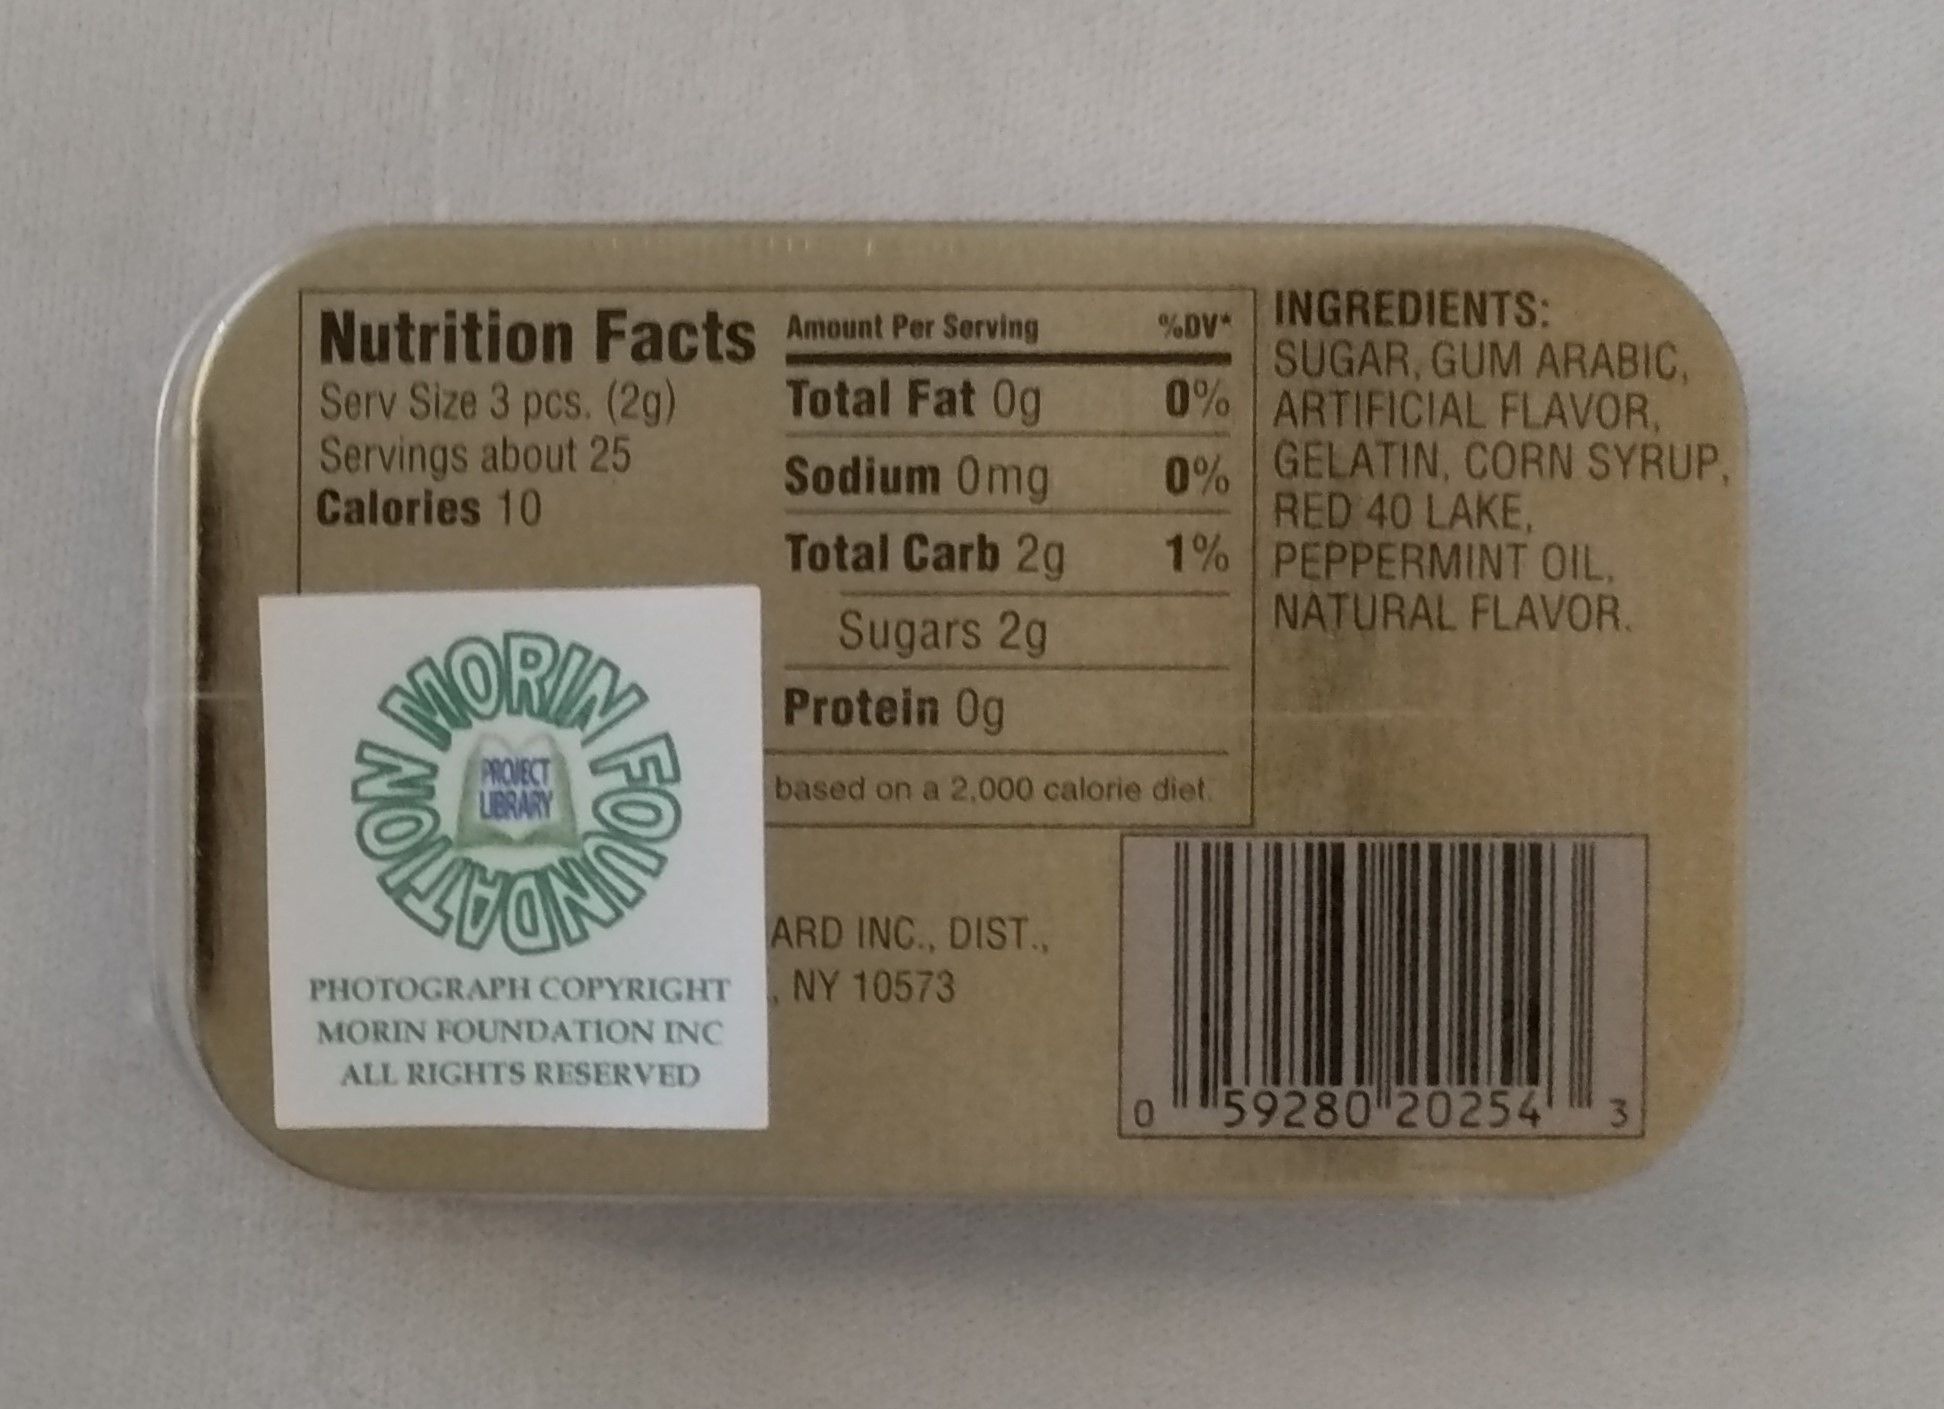 Nutrition Facts
Serv Size 3 pcs. (2g)
Servings about 25
Calories 10
Amount Per Serving %DV*
Total Fat 0g 0%
Sodium 0mg 0%
Total Carb 2g 1%
Sugars 2g
Protein 0g
based on a 2,000 calorie diet.
INGREDIENTS:
SUGAR, GUM ARABIC,
ARTIFICIAL FLAVOR,
GELATIN, CORN SYRUP,
RED 40 LAKE,
PEPPERMINT OIL,
NATURAL FLAVOR.
MORIN FOUNDATION
PROJECT
LIBRARY
PHOTOGRAPH COPYRIGHT
MORIN FOUNDATION INC
ALL RIGHTS RESERVED
ARD INC., DIST.,
, NY 10573
0 59280 20254 3